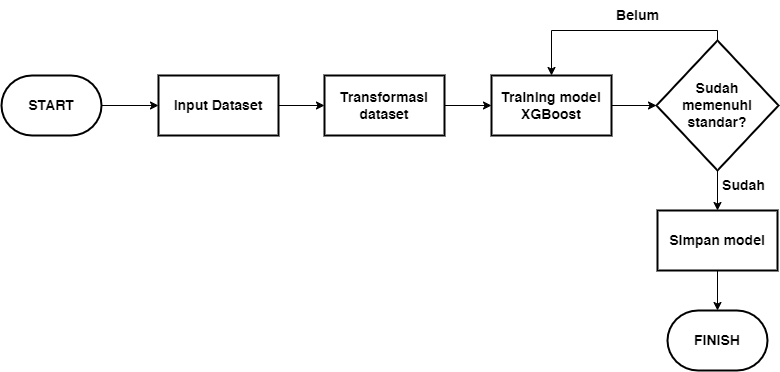 Belum
START
Input Dataset
Transformasi
dataset
Training model
XGBoost
Sudah
memenuhi
standar?
Sudah
Simpan model
FINISH